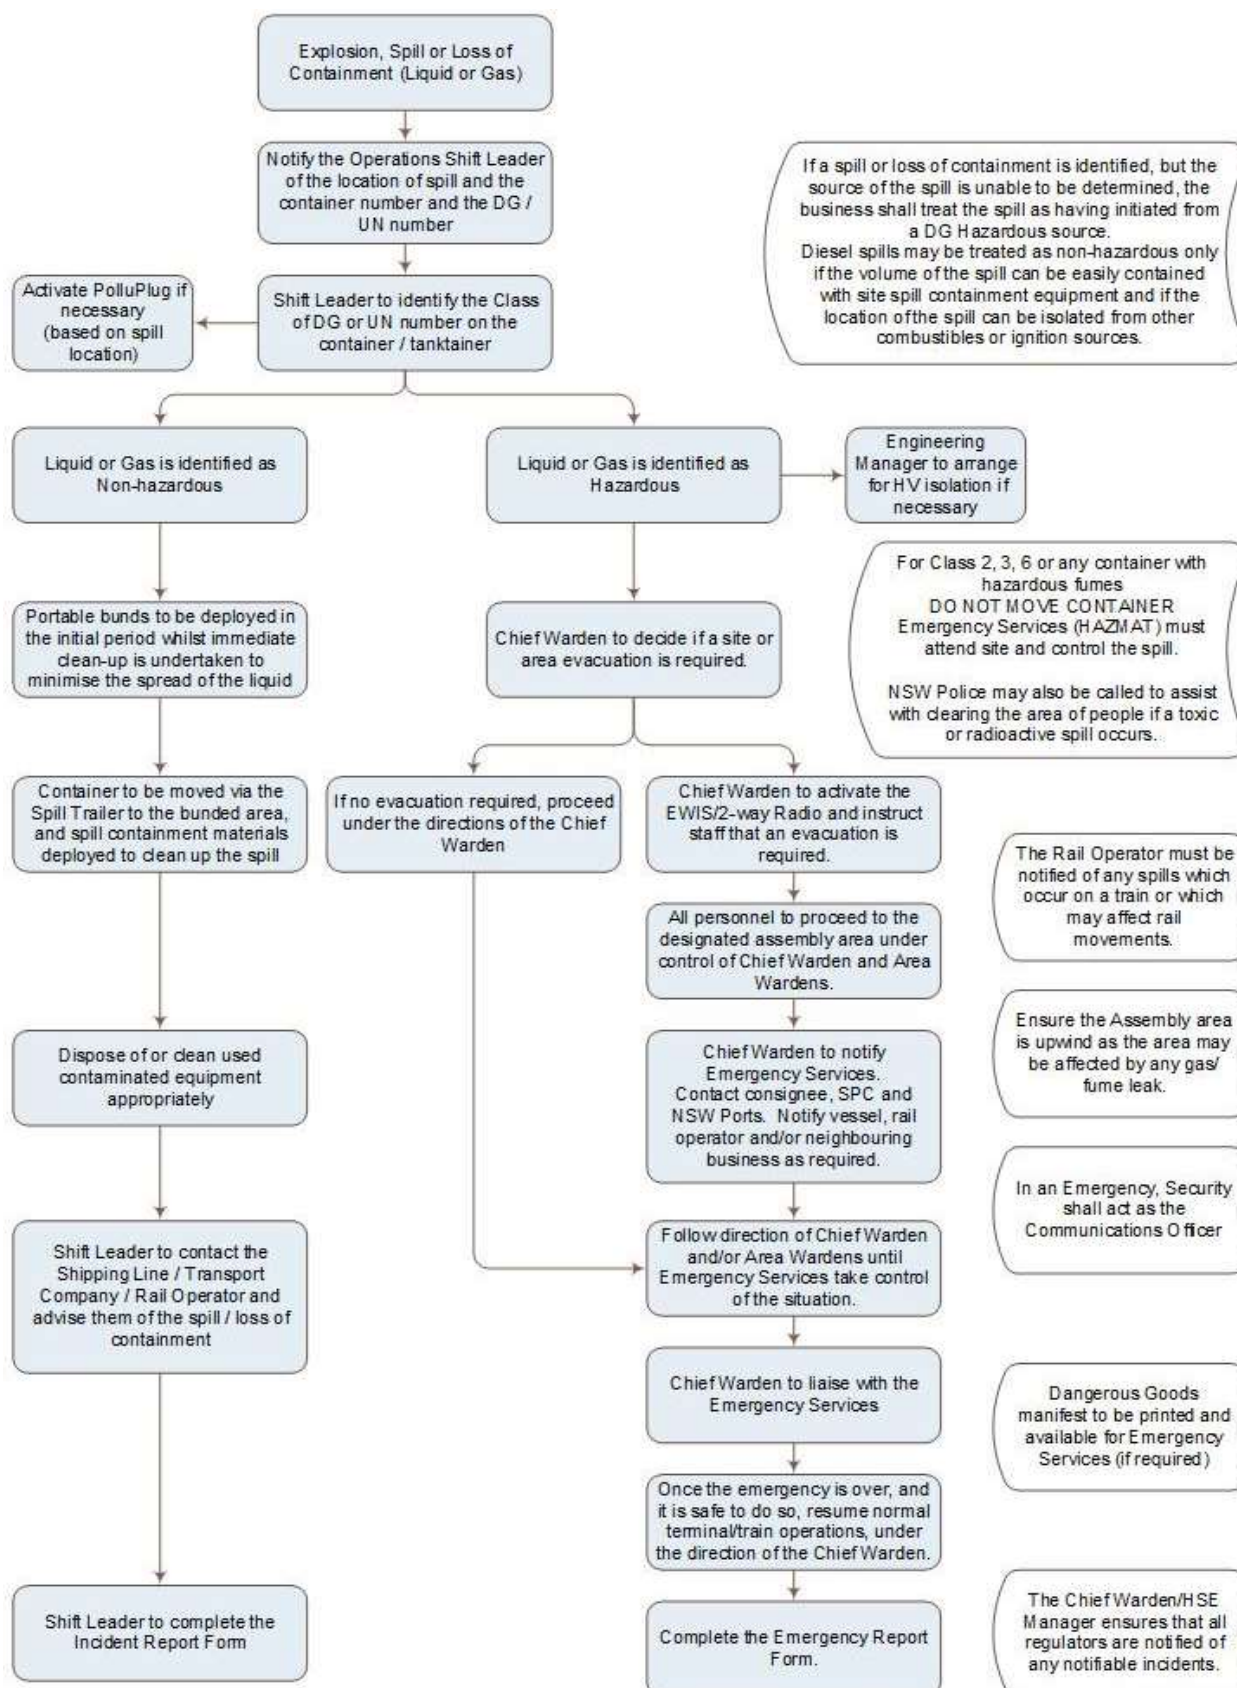 Explosion, Spill or Loss of
Containment (Liquid or Gas)
Notify the Operations Shift Leader
of the location of spill and the
container number and the DG /
UN number
If a spill or loss of containment is identified, but the
source of the spill is unable to be determined, the
business shall treat the spill as having initiated from
a DG Hazardous source.
Diesel spills may be treated as non-hazardous only
if the volume of the spill can be easily contained
with site spill containment equipment and if the
location of the spill can be isolated from other
combustibles or ignition sources.
Activate PolluPlug if
necessary
(based on spill
location)
Shift Leader to identify the Class
of DG or UN number on the
container / tanktainer
Liquid or Gas is identified as
Non-hazardous
Liquid or Gas is identified as
Hazardous
Engineering
Manager to arrange
for HV isolation if
necessary
For Class 2, 3, 6 or any container with
hazardous fumes
DO NOT MOVE CONTAINER
Emergency Services (HAZMAT) must
attend site and control the spill.
NSW Police may also be called to assist
with clearing the area of people if a toxic
or radioactive spill occurs.
Portable bunds to be deployed in
the initial period whilst immediate
clean-up is undertaken to
minimise the spread of the liquid
Chief Warden to decide if a site or
area evacuation is required.
Container to be moved via the
Spill Trailer to the bunded area,
and spill containment materials
deployed to clean up the spill
If no evacuation required, proceed
under the directions of the Chief
Warden
Chief Warden to activate the
EWIS/2-way Radio and instruct
staff that an evacuation is
required.
The Rail Operator must be
notified of any spills which
occur on a train or which
may affect rail
movements.
All personnel to proceed to the
designated assembly area under
control of Chief Warden and Area
Wardens.
Ensure the Assembly area
is upwind as the area may
be affected by any gas/
fume leak.
Dispose of or clean used
contaminated equipment
appropriately
Chief Warden to notify
Emergency Services.
Contact consignee, SPC and
NSW Ports. Notify vessel, rail
operator and/or neighbouring
business as required.
In an Emergency, Security
shall act as the
Communications Officer
Shift Leader to contact the
Shipping Line / Transport
Company / Rail Operator and
advise them of the spill / loss of
containment
Follow direction of Chief Warden
and/or Area Wardens until
Emergency Services take control
of the situation.
Chief Warden to liaise with the
Emergency Services
Dangerous Goods
manifest to be printed and
available for Emergency
Services (if required)
Once the emergency is over, and
it is safe to do so, resume normal
terminal/train operations, under
the direction of the Chief Warden.
Shift Leader to complete the
Incident Report Form
Complete the Emergency Report
Form.
The Chief Warden/HSE
Manager ensures that all
regulators are notified of
any notifiable incidents.